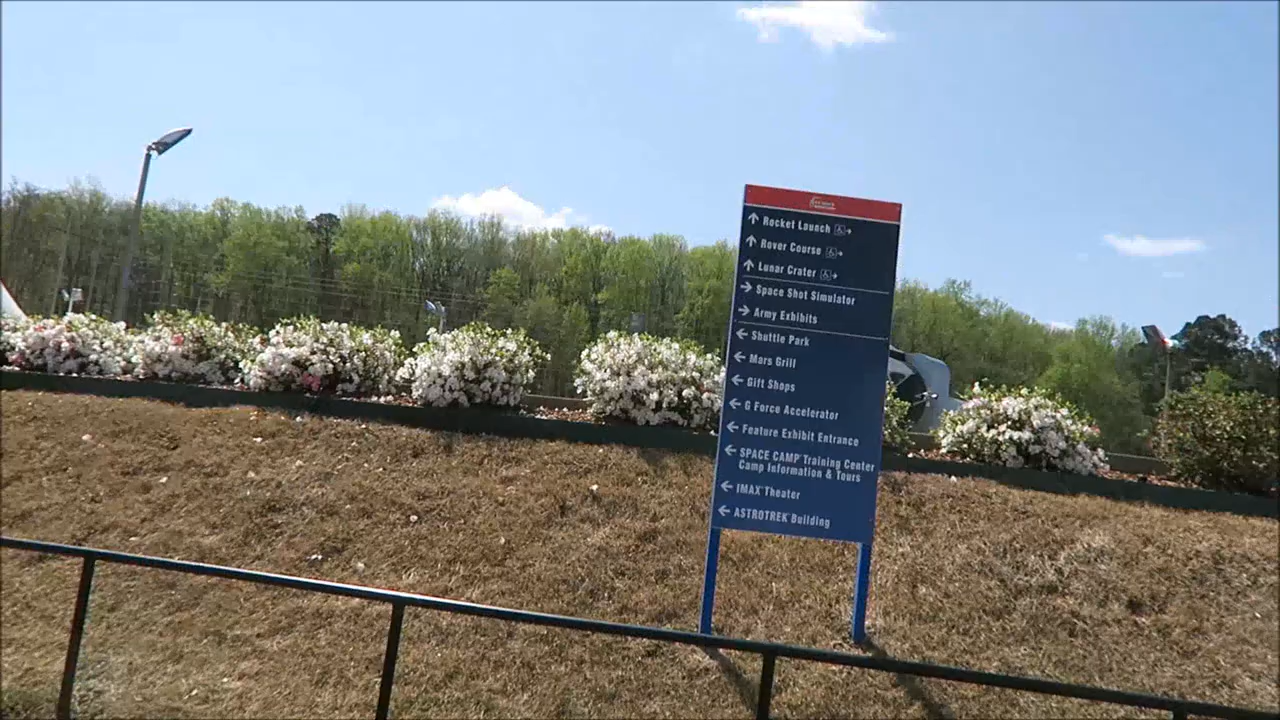 ↑ Rocket Launch ♿→
↑ Rover Course ♿→
↑ Lunar Crater ♿→
→ Space Shot Simulator
→ Army Exhibits
← Shuttle Park
← Mars Grill
← Gift Shops
← G Force Accelerator
← Feature Exhibit Entrance
← SPACE CAMP® Training Center
Camp Information & Tours
← IMAX® Theater
← ASTROTREK® Building